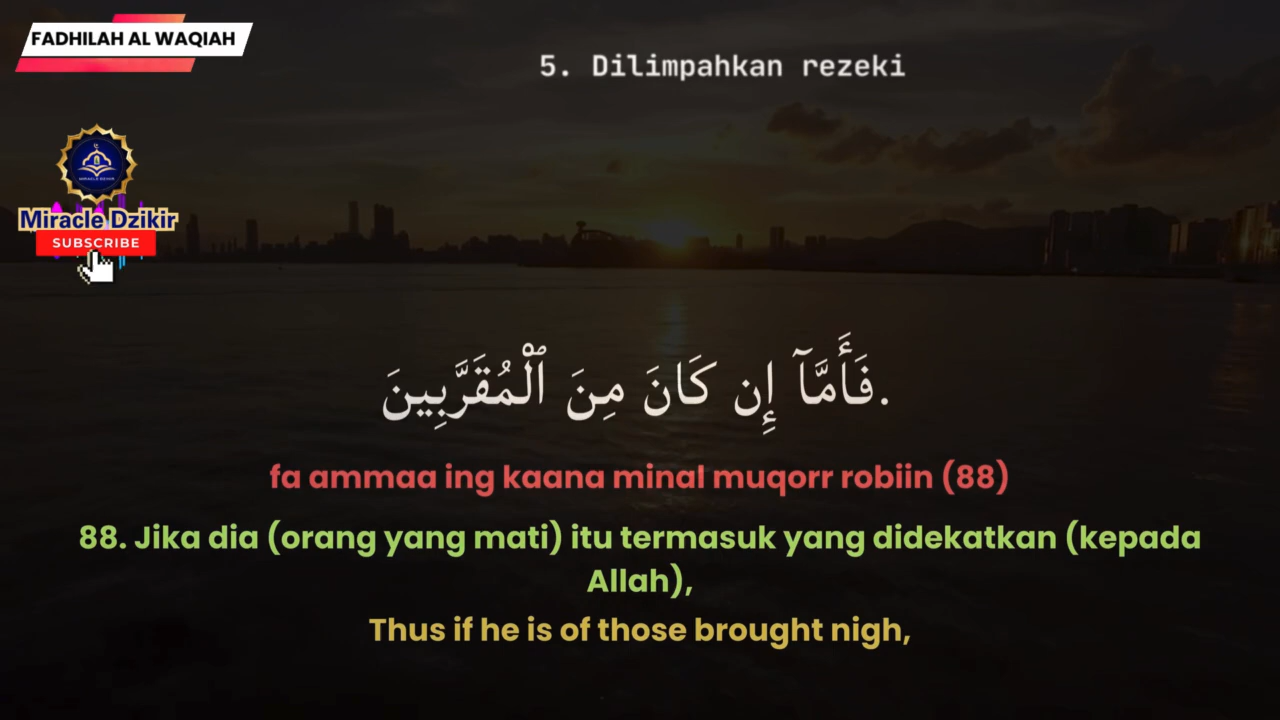 FADHILAH AL WAQIAH
5. Dilimpahkan rezeki
Miracle Dzikir
SUBSCRIBE
فَأَمَّآ إِن كَانَ مِنَ ٱلْمُقَرَّبِينَ.
fa ammaa ing kaana minal muqorr robiin (88)
88. Jika dia (orang yang mati) itu termasuk yang didekatkan (kepada
Allah),
Thus if he is of those brought nigh,